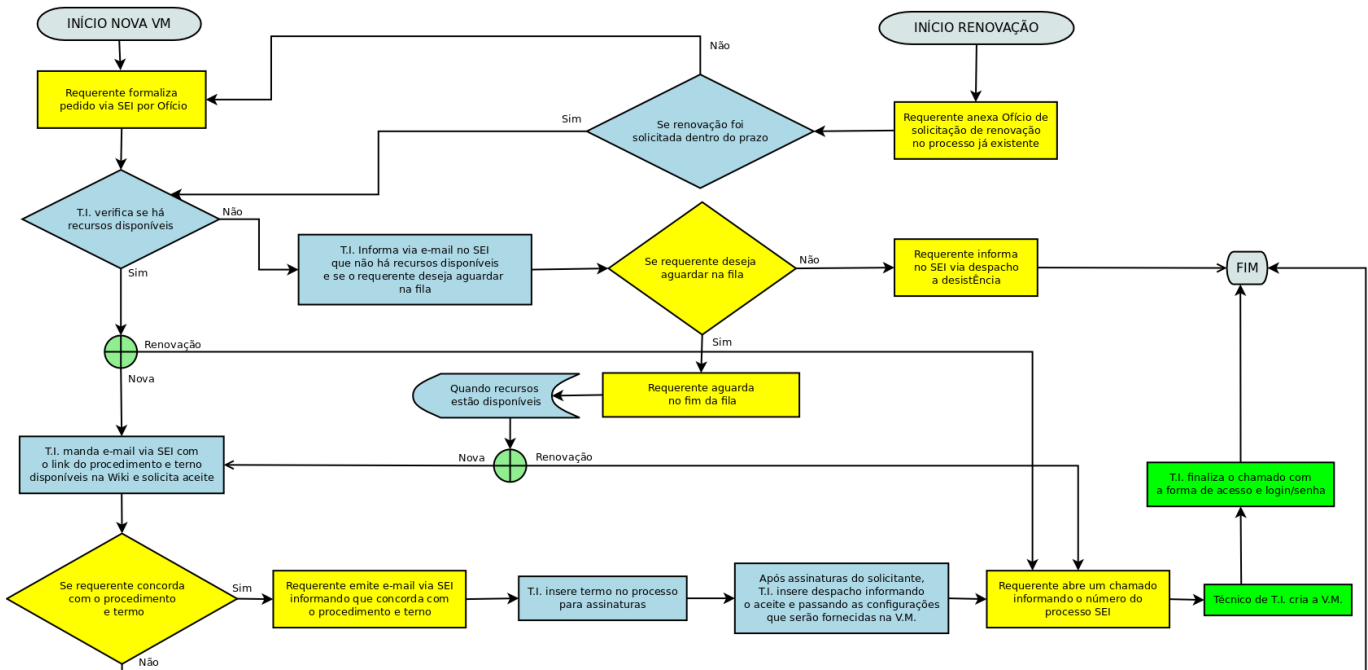 INÍCIO NOVA VM
INÍCIO RENOVAÇÃO
Não
Requerente formaliza
pedido via SEI por Ofício
Se renovação foi
solicitada dentro do prazo
Requerente anexa Ofício de
solicitação de renovação
no processo já existente
Sim
T.I. verifica se há
recursos disponíveis
Não
T.I. Informa via e-mail no SEI
que não há recursos disponíveis
e se o requerente deseja aguardar
na fila
Se requerente deseja
aguardar na fila
Não
Requerente informa
no SEI via despacho
a desistÊncia
FIM
Sim
Renovação
Nova
Sim
Quando recursos
estão disponíveis
Requerente aguarda
no fim da fila
T.I. manda e-mail via SEI com
o link do procedimento e terno
disponíveis na Wiki e solicita aceite
Nova
Renovação
T.I. finaliza o chamado com
a forma de acesso e login/senha
Se requerente concorda
com o procedimento
e termo
Sim
Requerente emite e-mail via SEI
informando que concorda com
o procedimento e terno
T.I. insere termo no processo
para assinaturas
Após assinaturas do solicitante,
T.I. insere despacho informando
o aceite e passando as configurações
que serão fornecidas na V.M.
Requerente abre um chamado
informando o número do
processo SEI
Técnico de T.I. cria a V.M.
Não